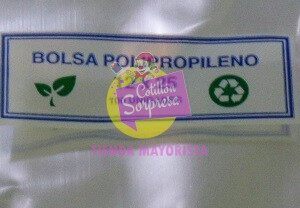 BOLSA POLIPROPILENO
Cotillón
Sorpresa
TIENDA MAYORISTA